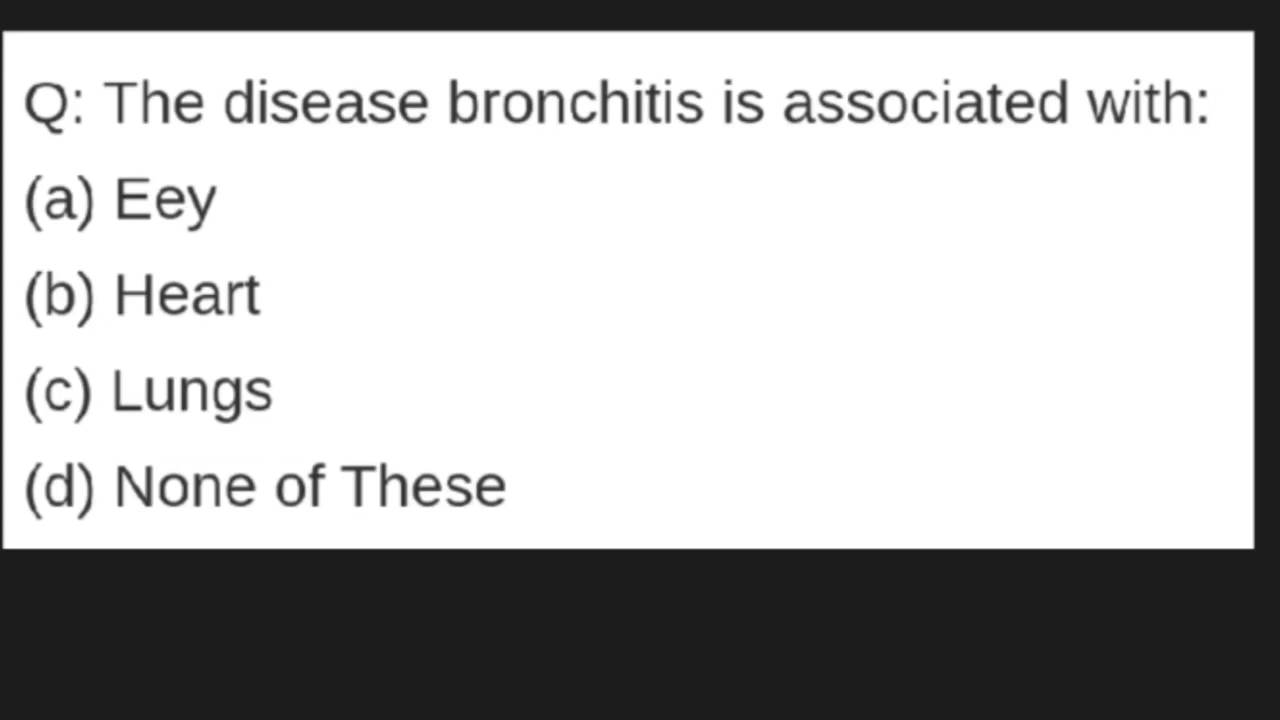 Q: The disease bronchitis is associated with:
(a) Eey
(b) Heart
(c) Lungs
(d) None of These